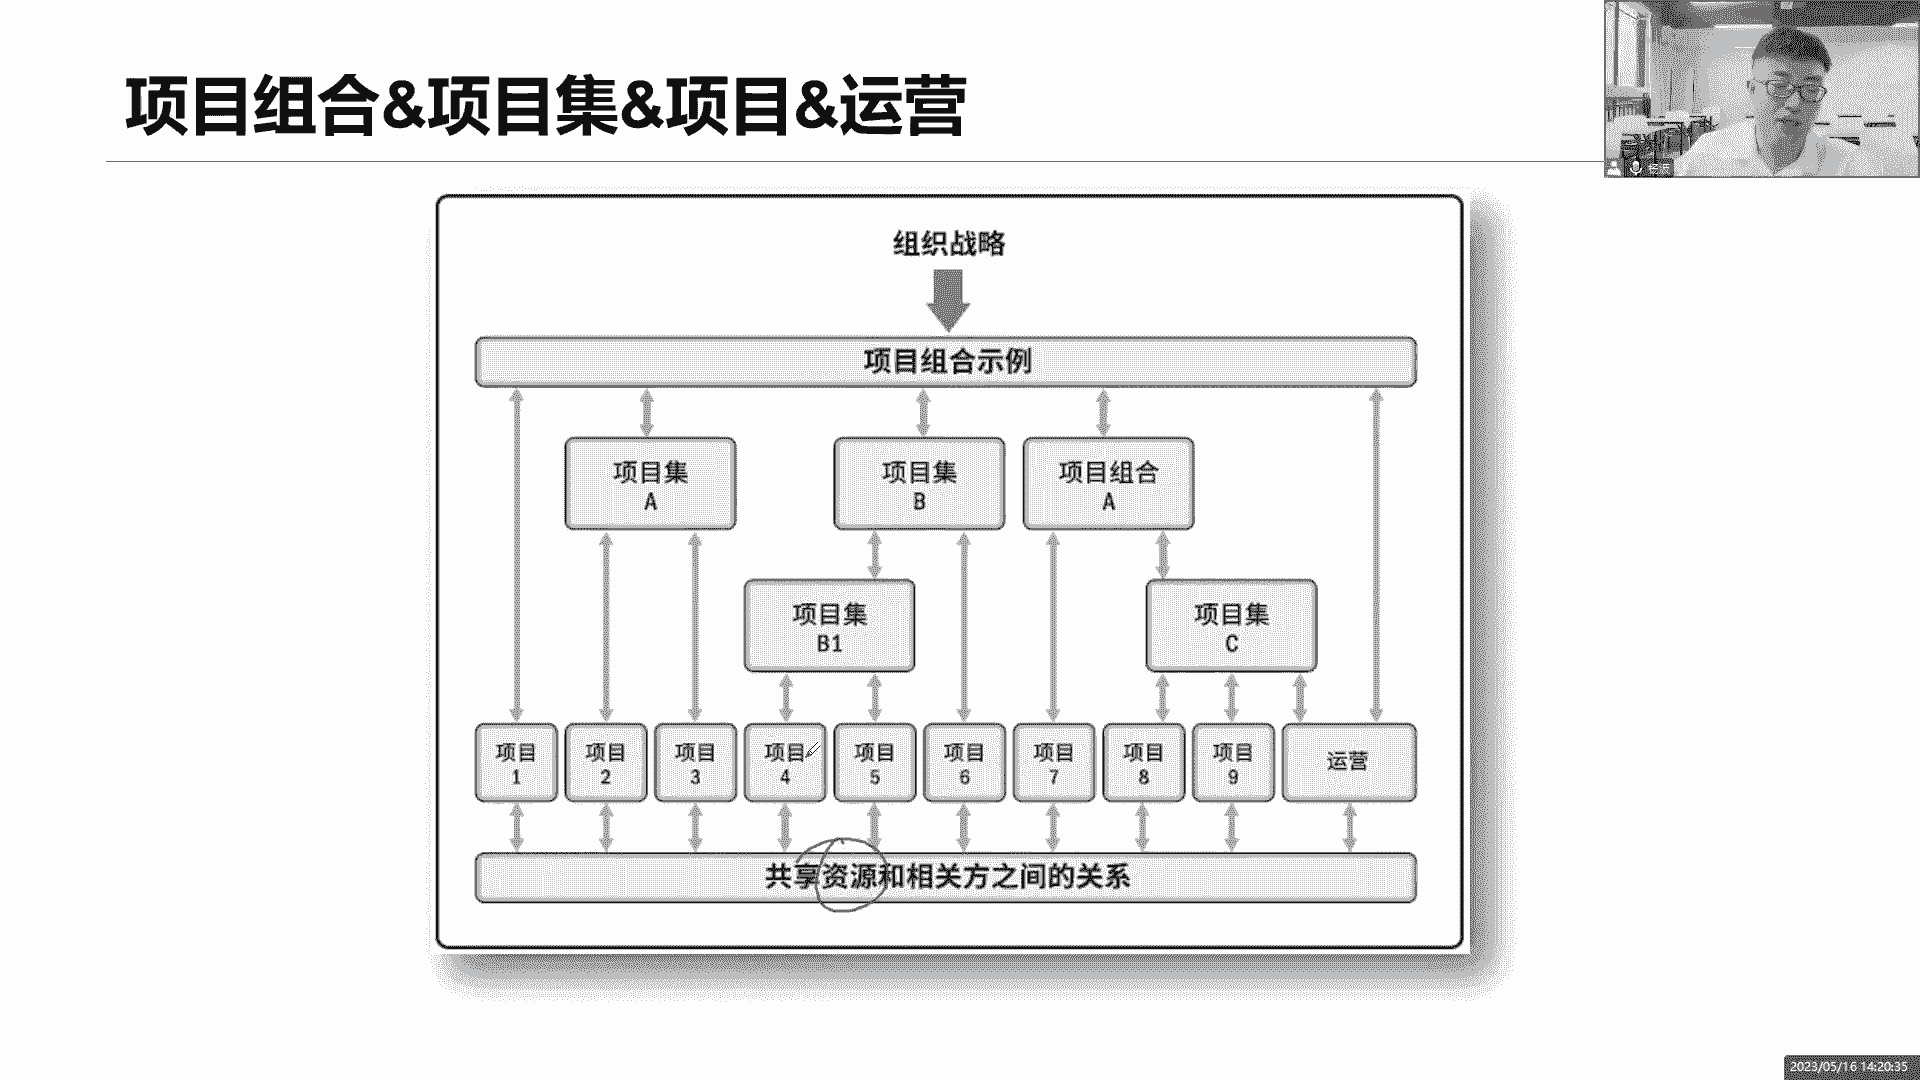 项目组合&项目集&项目&运营
组织战略
项目组合示例
项目集
A
项目集
B
项目组合
A
项目集
B1
项目集
C
项目
1
项目
2
项目
3
项目
4
项目
5
项目
6
项目
7
项目
8
项目
9
运营
共享资源和相关方之间的关系
2023/05/16 14:20:35